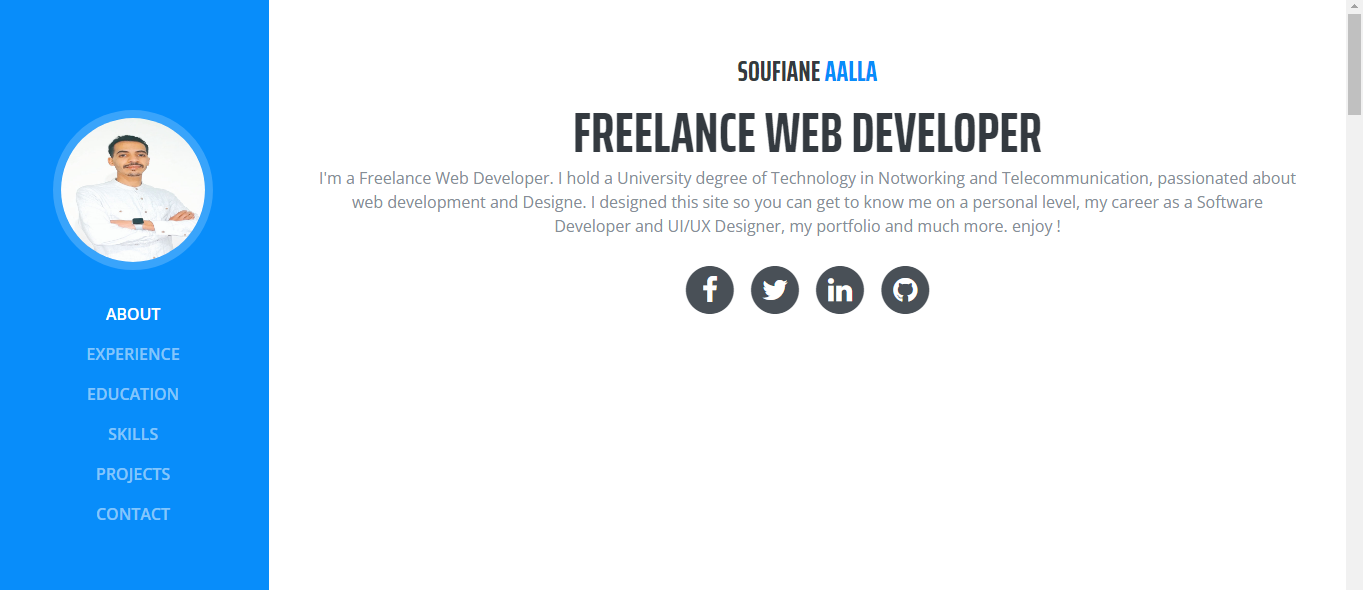 SOUFIANE AALLA
FREELANCE WEB DEVELOPER
I'm a Freelance Web Developer. I hold a University degree of Technology in Notworking and Telecommunication, passionated about
web development and Designe. I designed this site so you can get to know me on a personal level, my career as a Software
Developer and UI/UX Designer, my portfolio and much more. enjoy !
ABOUT
EXPERIENCE
EDUCATION
SKILLS
PROJECTS
CONTACT